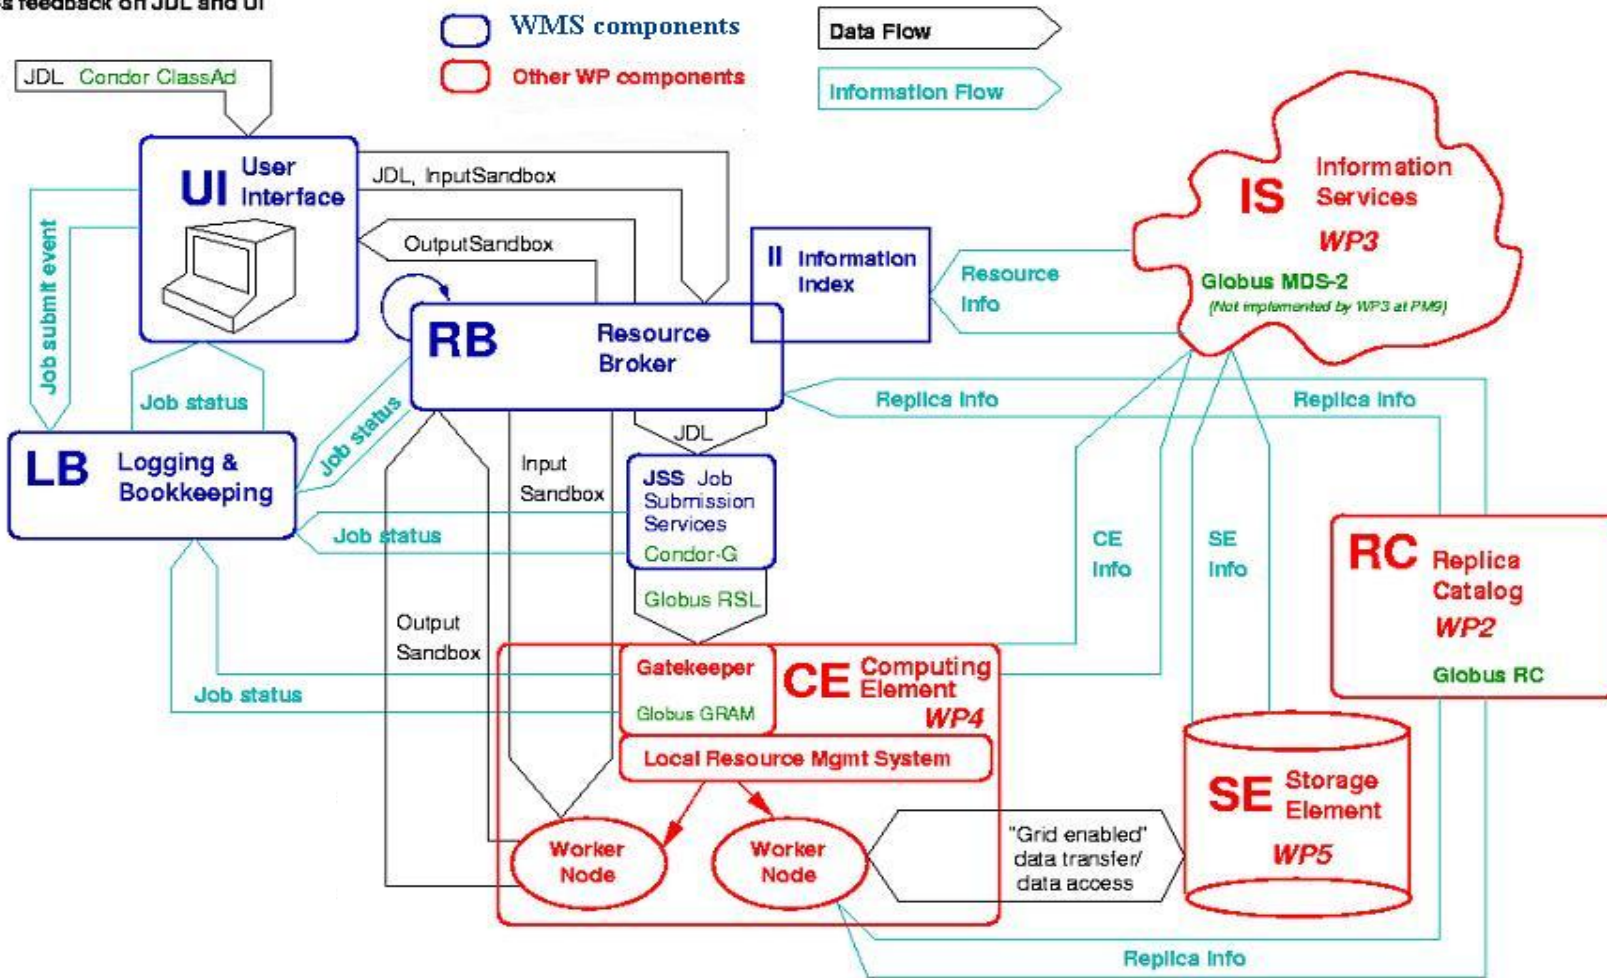 s feedback on JDL and UI
WMS components
Other WP components
Data Flow
Information Flow
JDL Condor ClassAd
UI User
Interface
JDL, InputSandbox
OutputSandbox
II Information
Index
Resource
Info
IS Information
Services
WP3
Globus MDS-2
(Not implemented by WP3 at PM9)
Job submit event
RB Resource
Broker
Job status
Job status
Replica Info
Replica Info
LB Logging &
Bookkeeping
JDL
Input
Sandbox
JSS Job
Submission
Services
Condor-G
Job status
CE
Info
SE
Info
RC Replica
Catalog
WP2
Globus RC
Globus RSL
Output
Sandbox
Gatekeeper
Globus GRAM
CE Computing
Element
WP4
Job status
Local Resource Mgmt System
Worker
Node
Worker
Node
"Grid enabled"
data transfer/
data access
SE Storage
Element
WP5
Replica Info